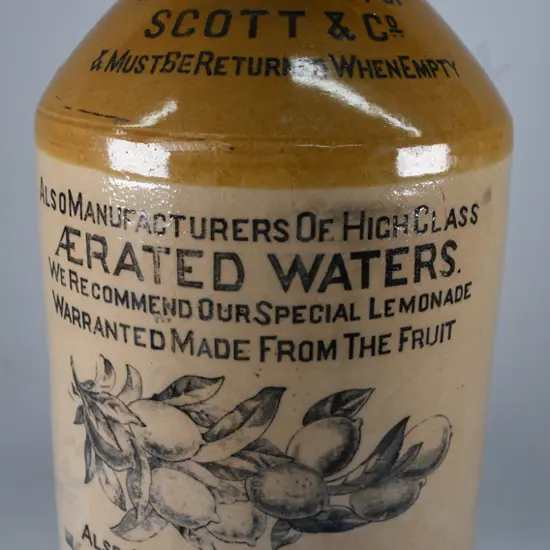 SCOTT & Co
& MUST BE RETURNED WHEN EMPTY
ALSO MANUFACTURERS OF HIGH CLASS
ÆRATED WATERS.
WE RECOMMEND OUR SPECIAL LEMONADE
WARRANTED MADE FROM THE FRUIT